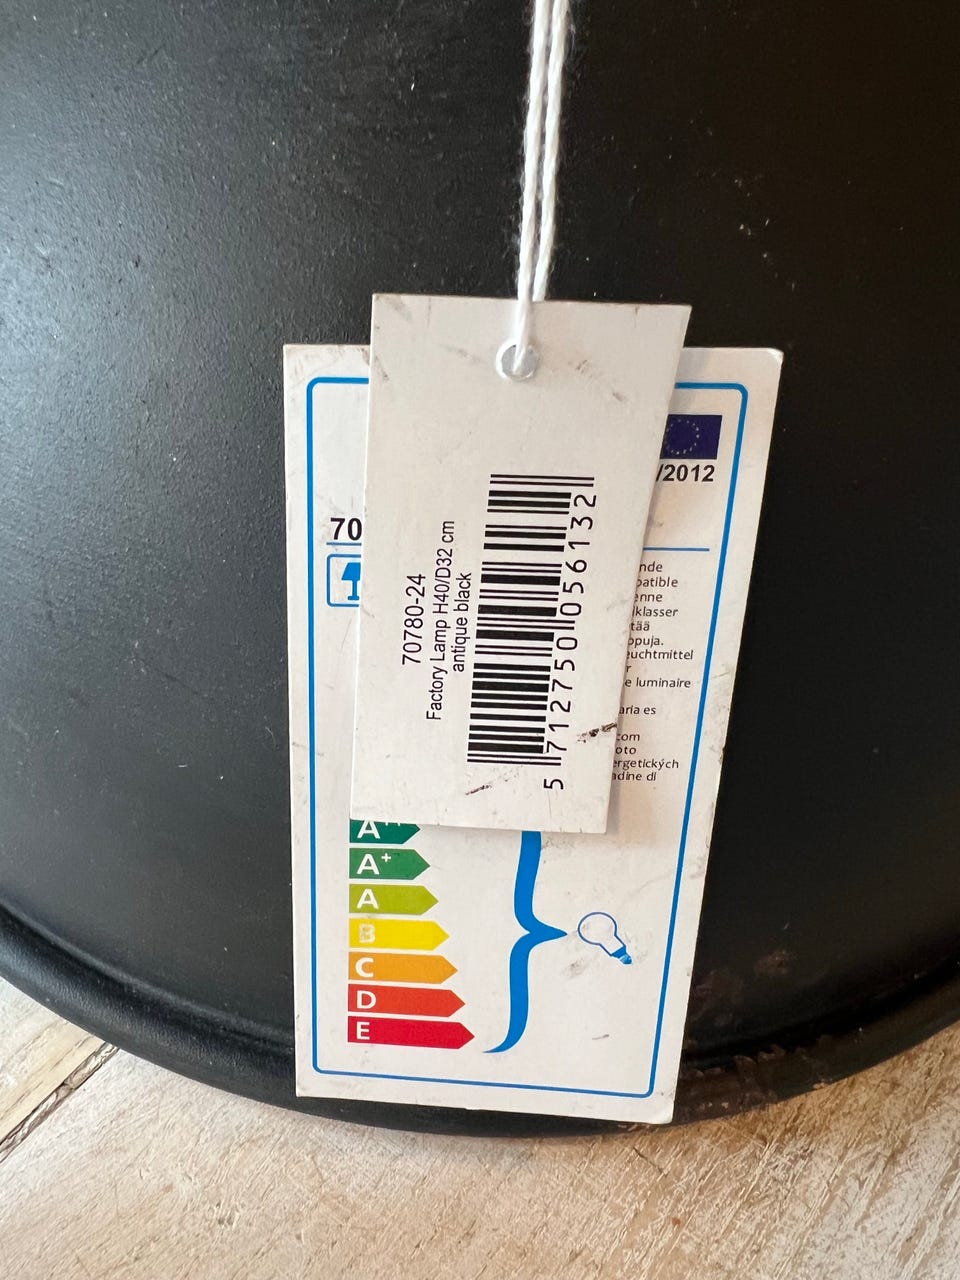 70780-24
Factory Lamp H40/D32 cm
antique black
5 712750 056132
/2012
70
nde
patible
enne
lklasser
tää
opuja.
euchtmittel
r
e luminaire
aria es
com
oto
ergetických
adine di
A++
A+
A
B
C
D
E